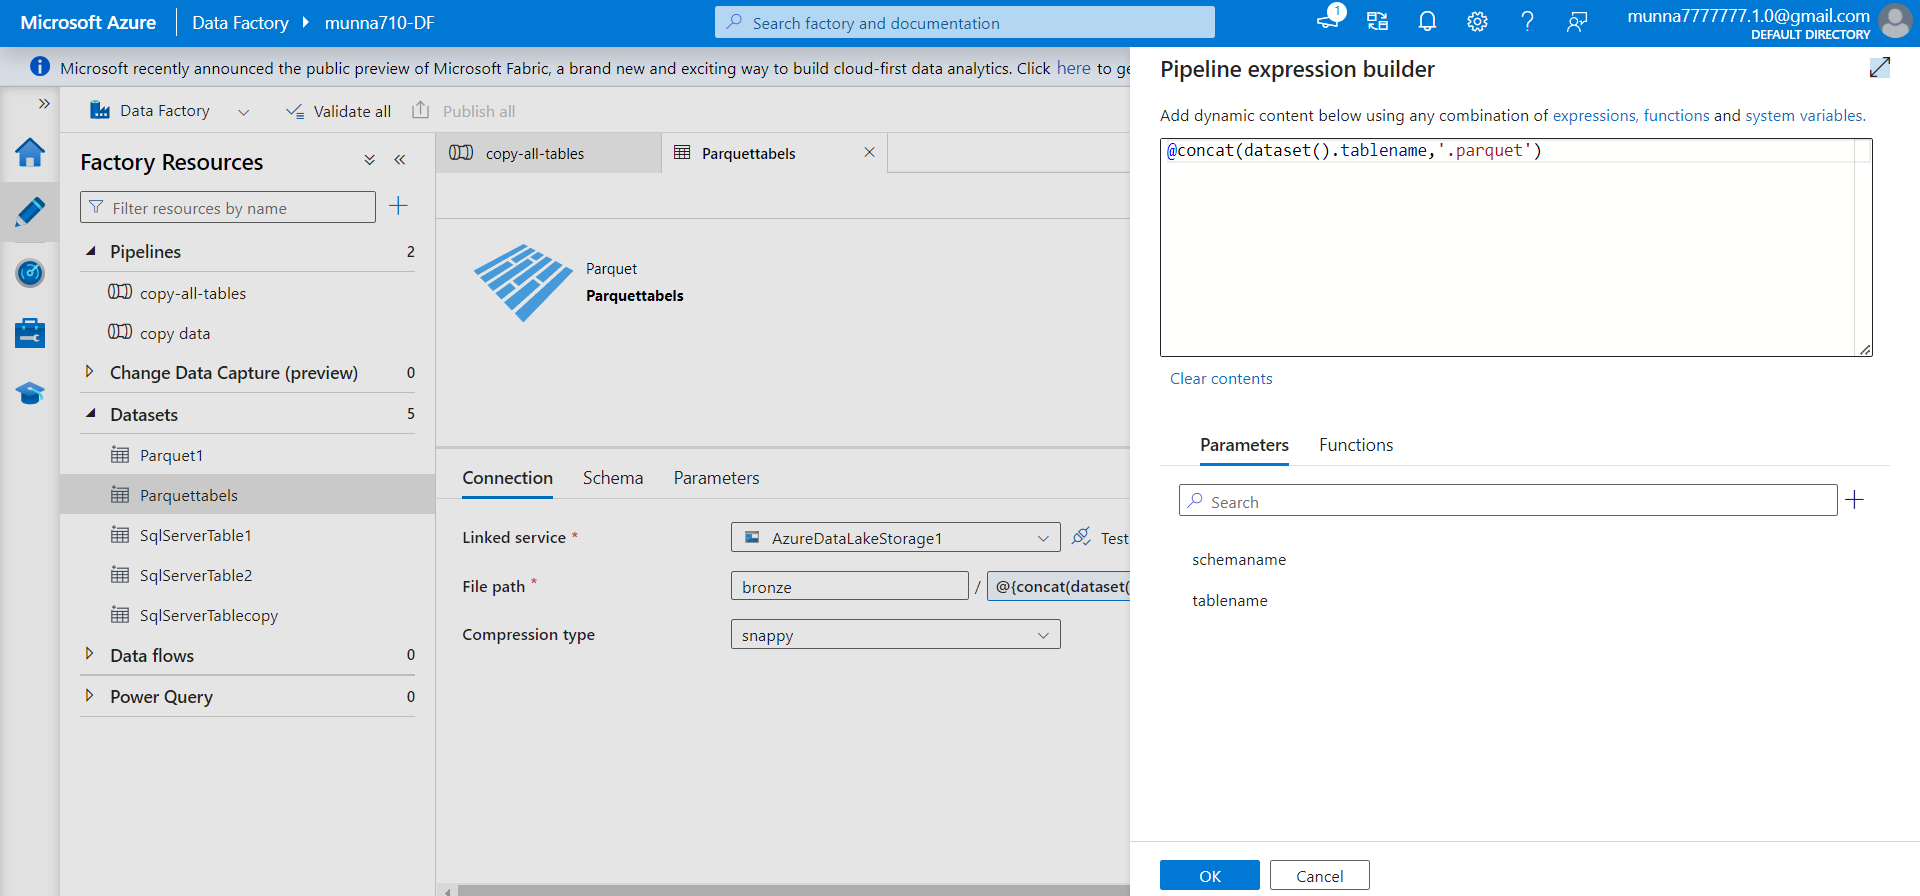 Microsoft Azure
Data Factory
munna710-DF
Search factory and documentation
1
munna7777777.1.0@gmail.com
DEFAULT DIRECTORY
Microsoft recently announced the public preview of Microsoft Fabric, a brand new and exciting way to build cloud-first data analytics. Click here to ge
Data Factory
Validate all
Publish all
Factory Resources
Filter resources by name
Pipelines 2
copy-all-tables
copy data
Change Data Capture (preview) 0
Datasets 5
Parquet1
Parquettabels
SqlServerTable1
SqlServerTable2
SqlServerTablecopy
Data flows 0
Power Query 0
copy-all-tables
Parquettabels
Parquet
Parquettabels
Connection
Schema
Parameters
Linked service *
AzureDataLakeStorage1
Test
File path *
bronze
/
@{concat(dataset(
Compression type
snappy
Pipeline expression builder
Add dynamic content below using any combination of expressions, functions and system variables.
@concat(dataset().tablename,'.parquet')
Clear contents
Parameters
Functions
Search
schemaname
tablename
OK
Cancel